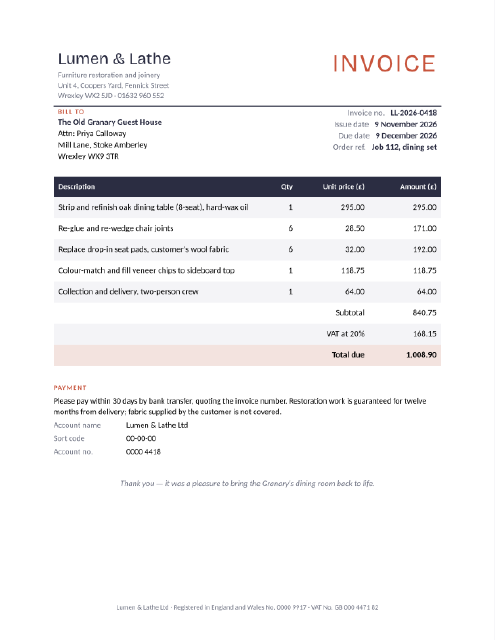 Lumen & Lathe
INVOICE
Furniture restoration and joinery
Unit 4, Coopers Yard, Fennick Street
Wrexley WX2 5JD · 01632 960 552
BILL TO
The Old Granary Guest House
Attn: Priya Calloway
Mill Lane, Stoke Amberley
Wrexley WX9 3TR
Invoice no. LL-2026-0418
Issue date 9 November 2026
Due date 9 December 2026
Order ref. Job 112, dining set
Description Qty Unit price (£) Amount (£)
Strip and refinish oak dining table (8-seat), hard-wax oil 1 295.00 295.00
Re-glue and re-wedge chair joints 6 28.50 171.00
Replace drop-in seat pads, customer's wool fabric 6 32.00 192.00
Colour-match and fill veneer chips to sideboard top 1 118.75 118.75
Collection and delivery, two-person crew 1 64.00 64.00
Subtotal 840.75
VAT at 20% 168.15
Total due 1,008.90
PAYMENT
Please pay within 30 days by bank transfer, quoting the invoice number. Restoration work is guaranteed for twelve
months from delivery; fabric supplied by the customer is not covered.
Account name Lumen & Lathe Ltd
Sort code 00-00-00
Account no. 0000 4418
Thank you — it was a pleasure to bring the Granary's dining room back to life.
Lumen & Lathe Ltd · Registered in England and Wales No. 0000 9917 · VAT No. GB 000 4471 82